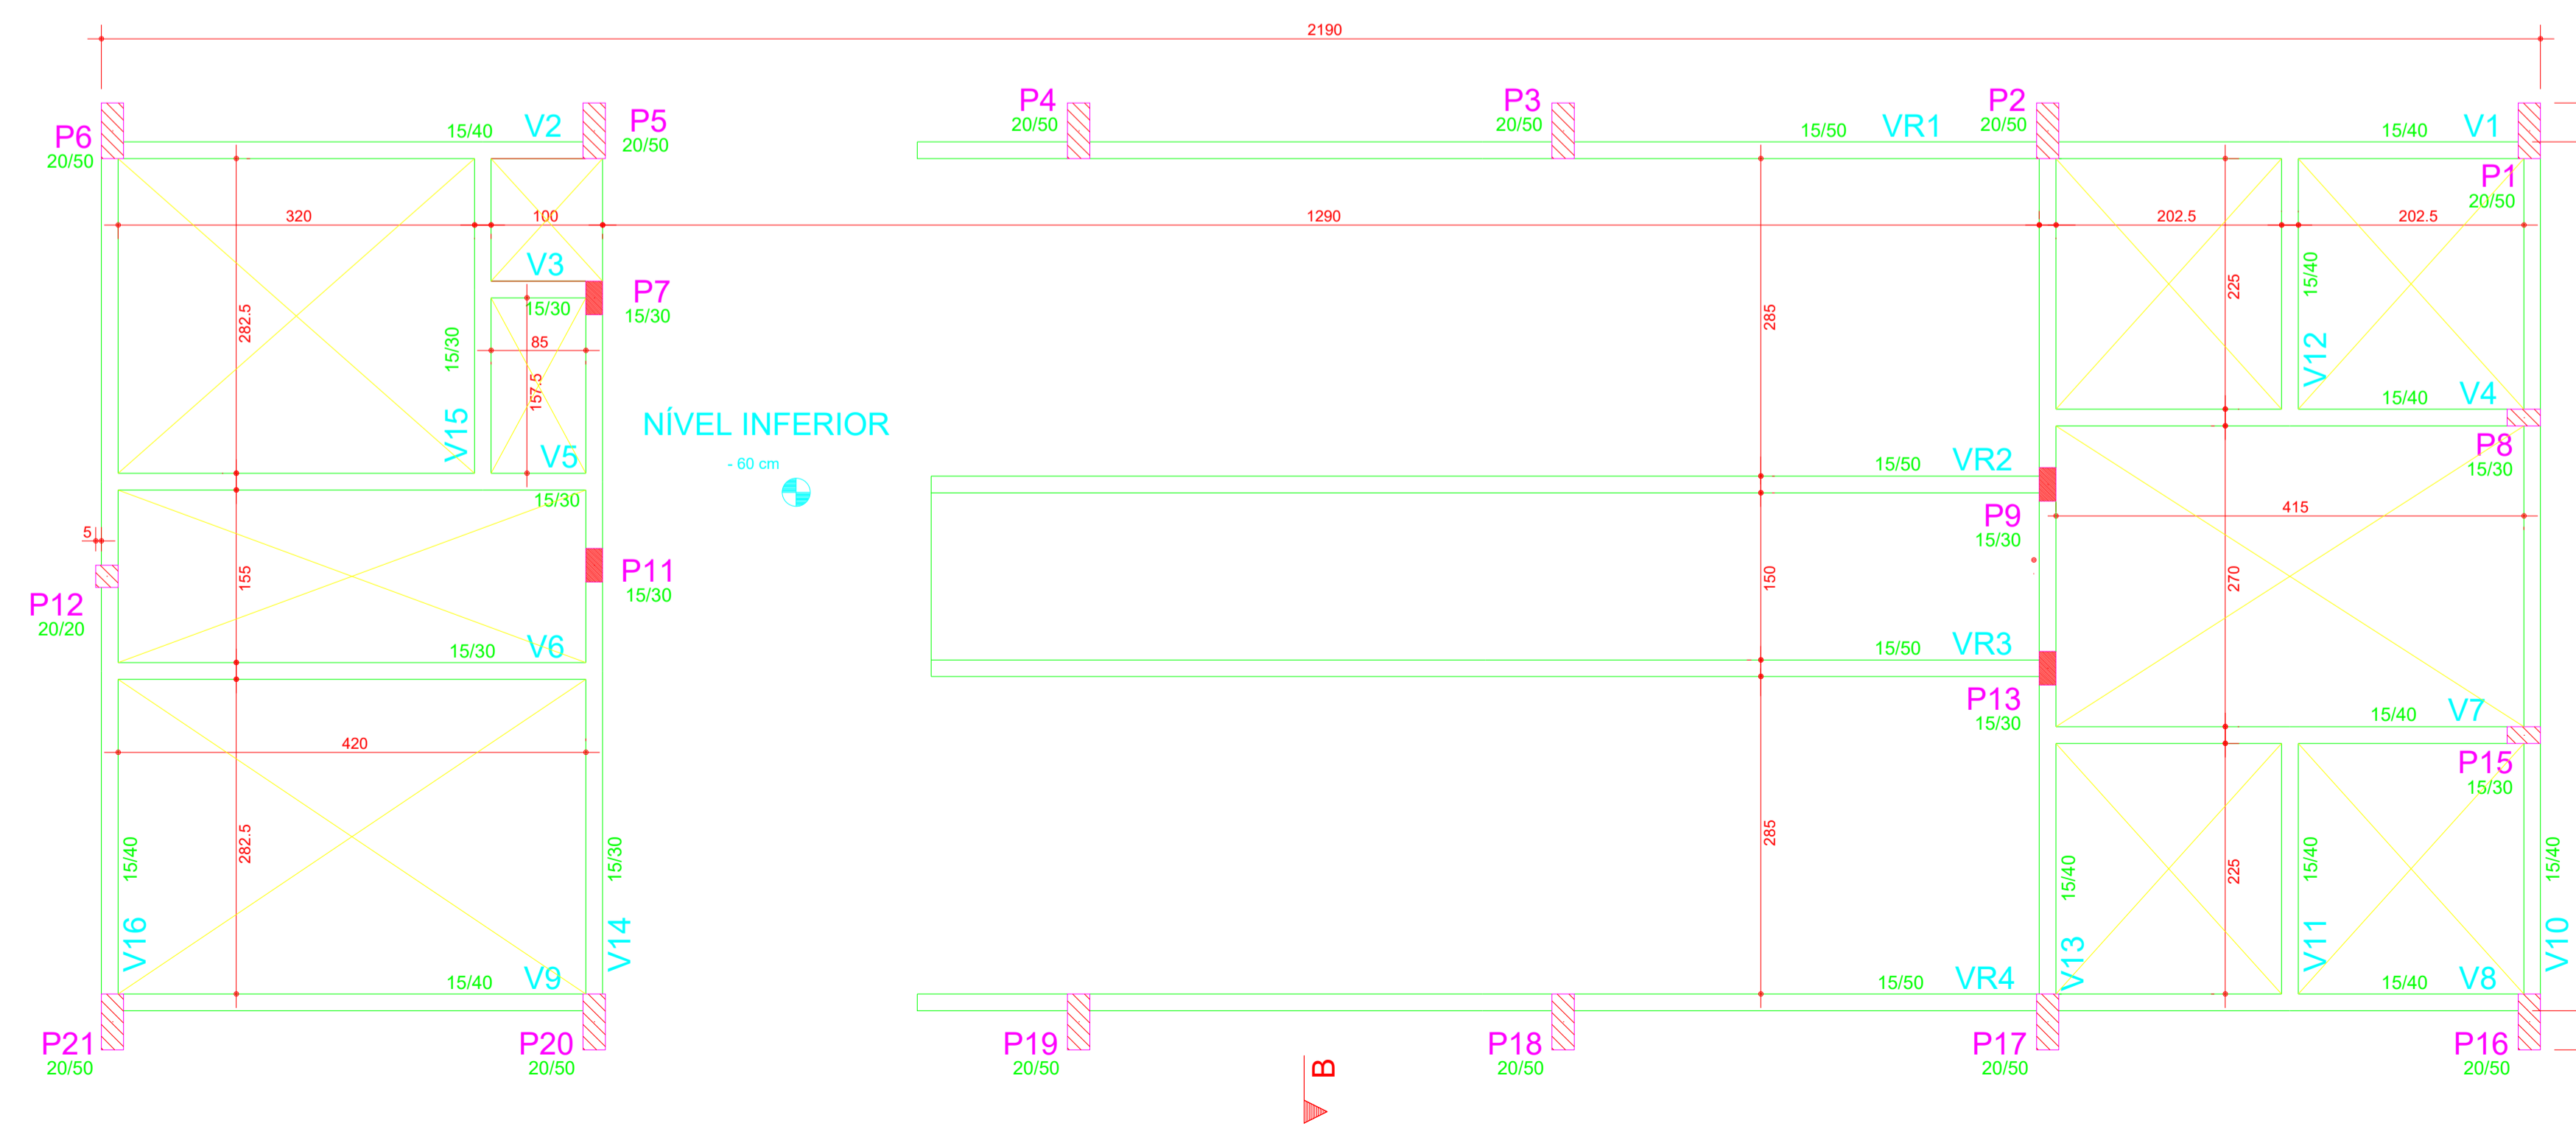 2190
P6
20/50
15/40
V2
P5
20/50
P4
20/50
P3
20/50
15/50
VR1
P2
20/50
15/40
V1
P1
20/50
320
100
1290
202.5
202.5
V3
15/30
P7
15/30
282.5
15/30
V15
85
157.5
V5
15/30
NÍVEL INFERIOR
- 60 cm
285
225
15/40
V12
15/40
V4
P8
15/30
15/50
VR2
P9
15/30
415
5
P12
20/20
155
P11
15/30
15/30
V6
150
270
15/50
VR3
P13
15/30
15/40
V7
P15
15/30
420
282.5
15/40
V16
15/30
V14
15/40
V9
285
225
15/40
V13
15/40
V11
15/40
V10
15/50
VR4
15/40
V8
P21
20/50
P20
20/50
P19
20/50
B
P18
20/50
P17
20/50
P16
20/50